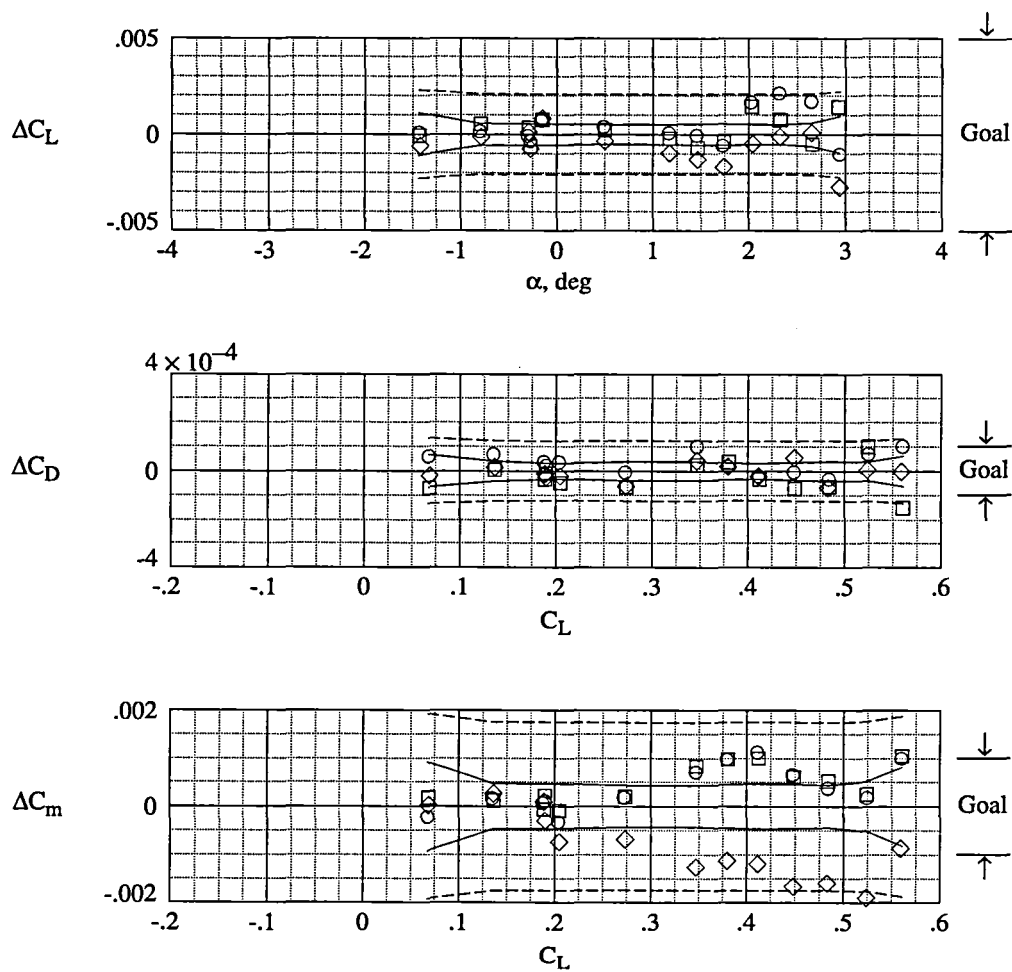 .005
ΔC_L
0
Goal
-.005
-4 -3 -2 -1 0 1 2 3 4
α, deg
4 × 10⁻⁴
ΔC_D
0
Goal
-4
-.2 -.1 0 .1 .2 .3 .4 .5 .6
C_L
.002
ΔC_m
0
Goal
-.002
-.2 -.1 0 .1 .2 .3 .4 .5 .6
C_L